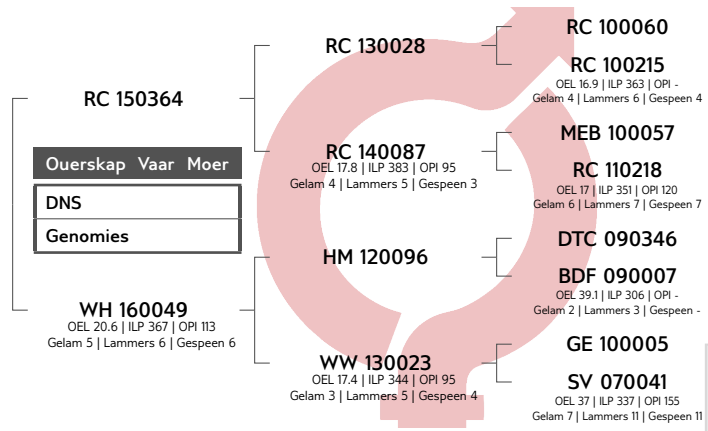 RC 150364
Ouerskap Vaar Moer
DNS
Genomies
WH 160049
OEL 20.6 | ILP 367 | OPI 113
Gelam 5 | Lammers 6 | Gespeen 6
RC 130028
RC 140087
OEL 17.8 | ILP 383 | OPI 95
Gelam 4 | Lammers 5 | Gespeen 3
HM 120096
WW 130023
OEL 17.4 | ILP 344 | OPI 95
Gelam 3 | Lammers 5 | Gespeen 4
RC 100060
RC 100215
OEL 16.9 | ILP 363 | OPI -
Gelam 4 | Lammers 6 | Gespeen 4
MEB 100057
RC 110218
OEL 17 | ILP 351 | OPI 120
Gelam 6 | Lammers 7 | Gespeen 7
DTC 090346
BDF 090007
OEL 39.1 | ILP 306 | OPI -
Gelam 2 | Lammers 3 | Gespeen -
GE 100005
SV 070041
OEL 37 | ILP 337 | OPI 155
Gelam 7 | Lammers 11 | Gespeen 11